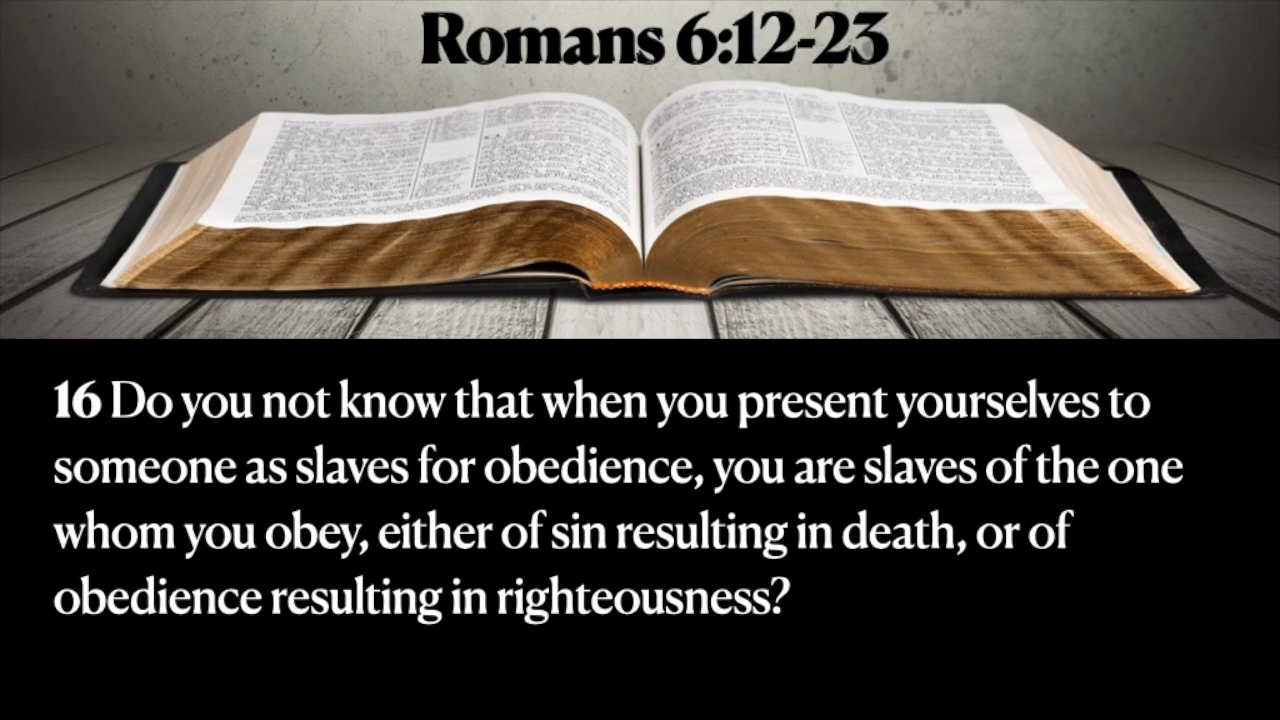 Romans 6:12-23
16 Do you not know that when you present yourselves to
someone as slaves for obedience, you are slaves of the one
whom you obey, either of sin resulting in death, or of
obedience resulting in righteousness?